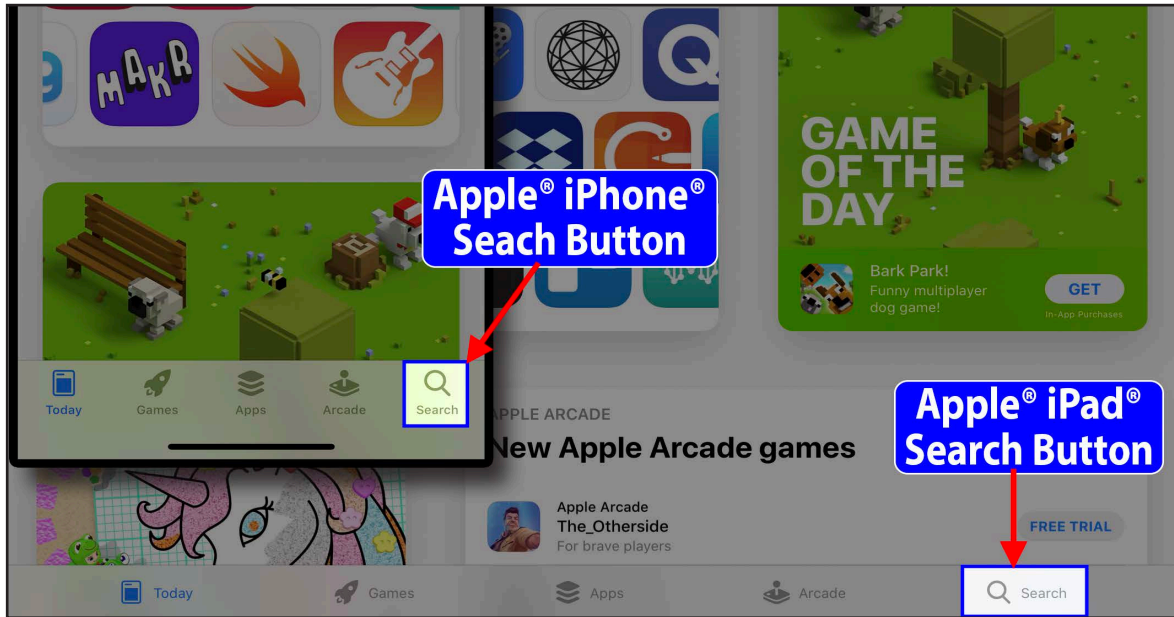 MAKR
Q
GAME
OF THE
DAY
Apple® iPhone®
Seach Button
Bark Park!
Funny multiplayer
dog game!
GET
In-App Purchases
Today
Games
Apps
Arcade
Search
APPLE ARCADE
New Apple Arcade games
Apple® iPad®
Search Button
Apple Arcade
The_Otherside
For brave players
FREE TRIAL
Today
Games
Apps
Arcade
Search